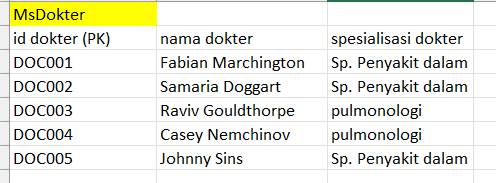 MsDokter
id dokter (PK) nama dokter spesialisasi dokter
DOC001 Fabian Marchington Sp. Penyakit dalam
DOC002 Samaria Doggart Sp. Penyakit dalam
DOC003 Raviv Gouldthorpe pulmonologi
DOC004 Casey Nemchinov pulmonologi
DOC005 Johnny Sins Sp. Penyakit dalam